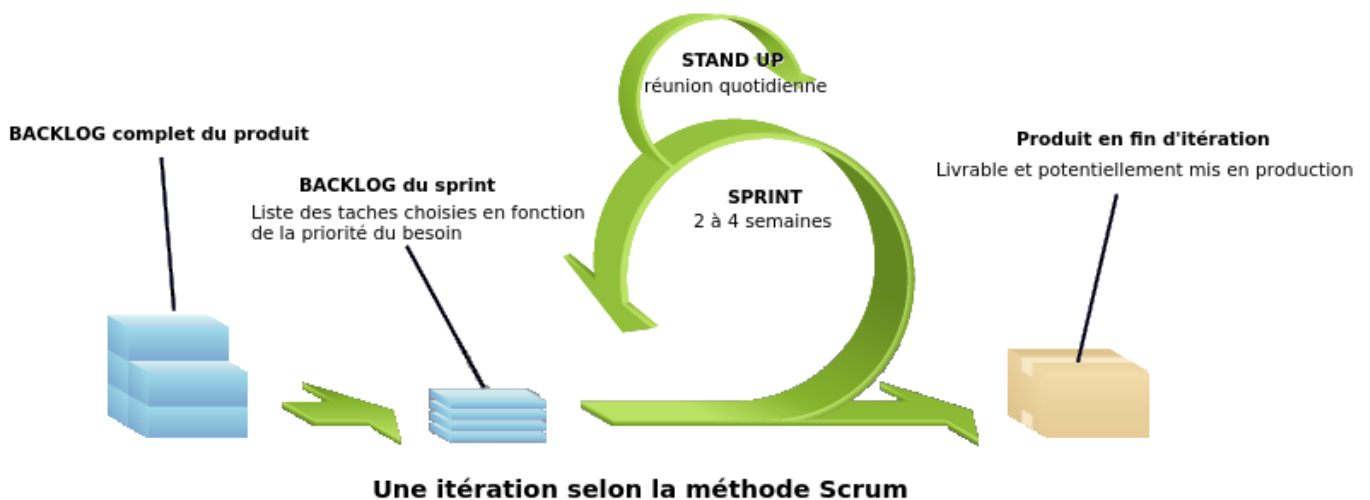 STAND UP
réunion quotidienne
BACKLOG complet du produit
Produit en fin d'itération
Livrable et potentiellement mis en production
BACKLOG du sprint
Liste des taches choisies en fonction
de la priorité du besoin
SPRINT
2 à 4 semaines
Une itération selon la méthode Scrum